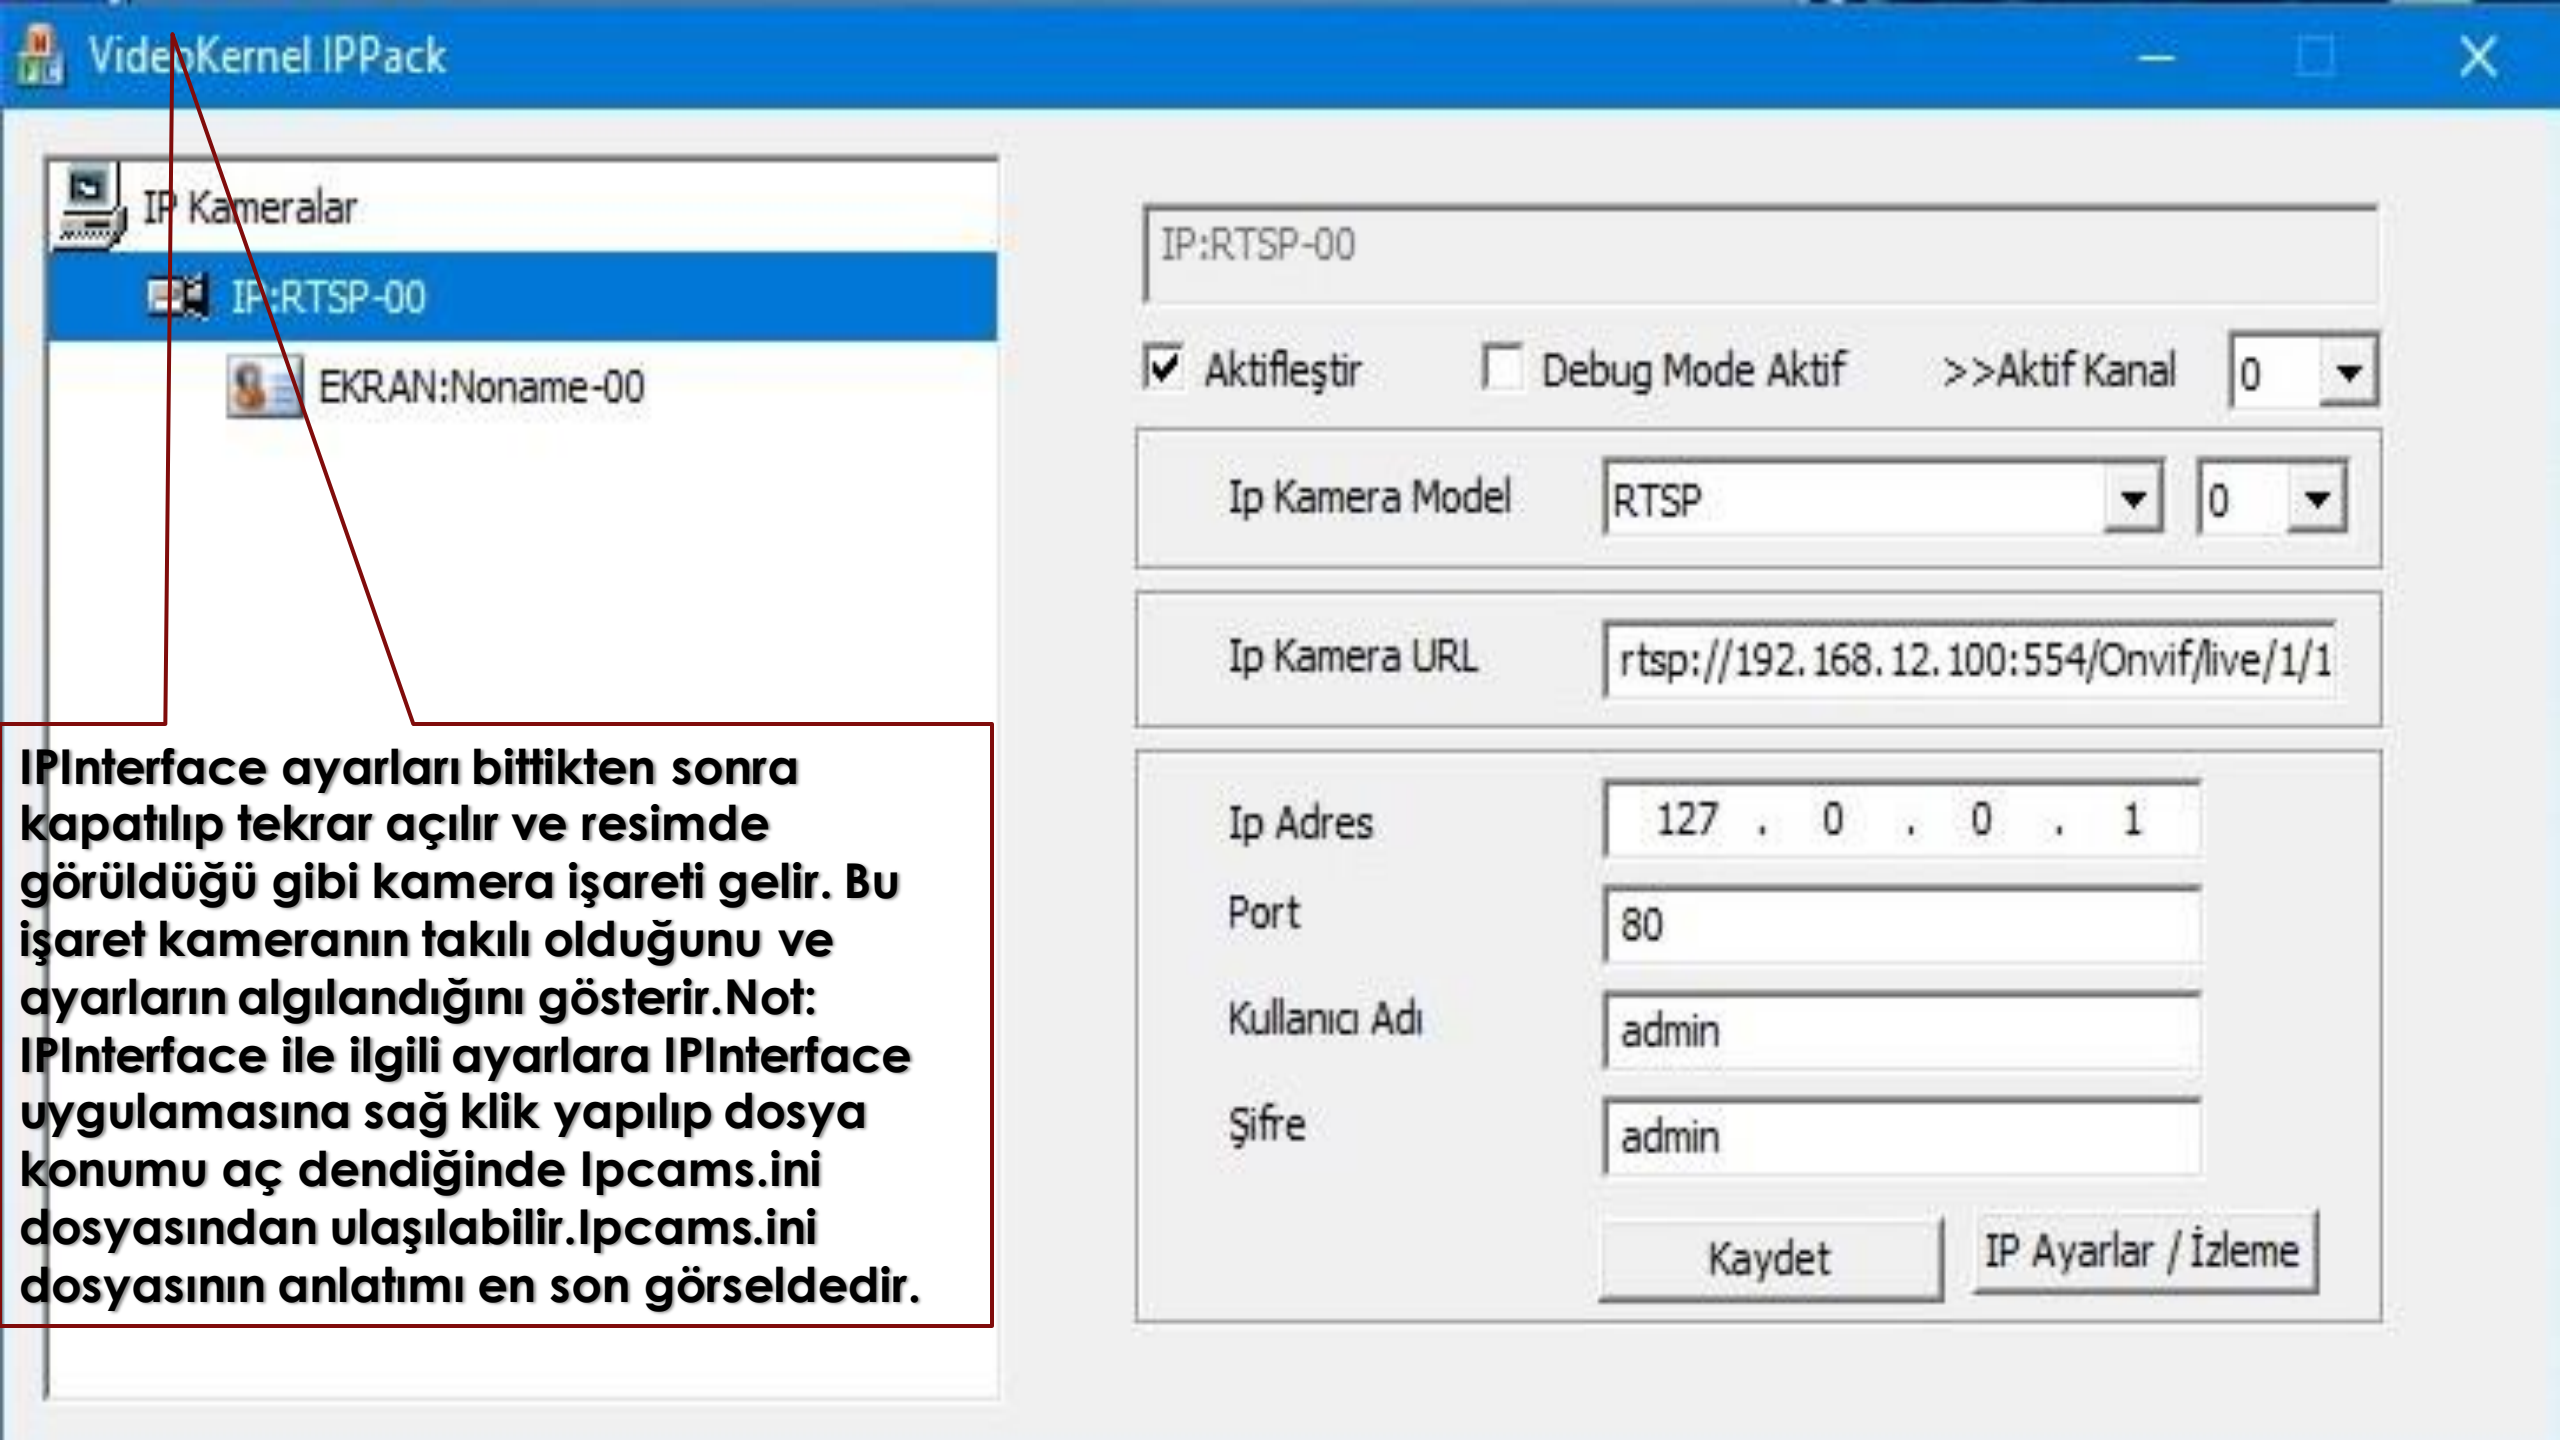 VideoKernel IPPack
IP Kameralar
IP:RTSP-00
EKRAN:Noname-00
IPInterface ayarları bittikten sonra
kapatılıp tekrar açılır ve resimde
görüldüğü gibi kamera işareti gelir. Bu
işaret kameranın takılı olduğunu ve
ayarların algılandığını gösterir.Not:
IPInterface ile ilgili ayarlara IPInterface
uygulamasına sağ klik yapılıp dosya
konumu aç dendiğinde Ipcams.ini
dosyasından ulaşılabilir.Ipcams.ini
dosyasının anlatımı en son görseldedir.
IP:RTSP-00
Aktifleştir Debug Mode Aktif >>Aktif Kanal 0
Ip Kamera Model RTSP 0
Ip Kamera URL rtsp://192.168.12.100:554/Onvif/live/1/1
Ip Adres 127 . 0 . 0 . 1
Port 80
Kullanıcı Adı admin
Şifre admin
Kaydet IP Ayarlar / İzleme